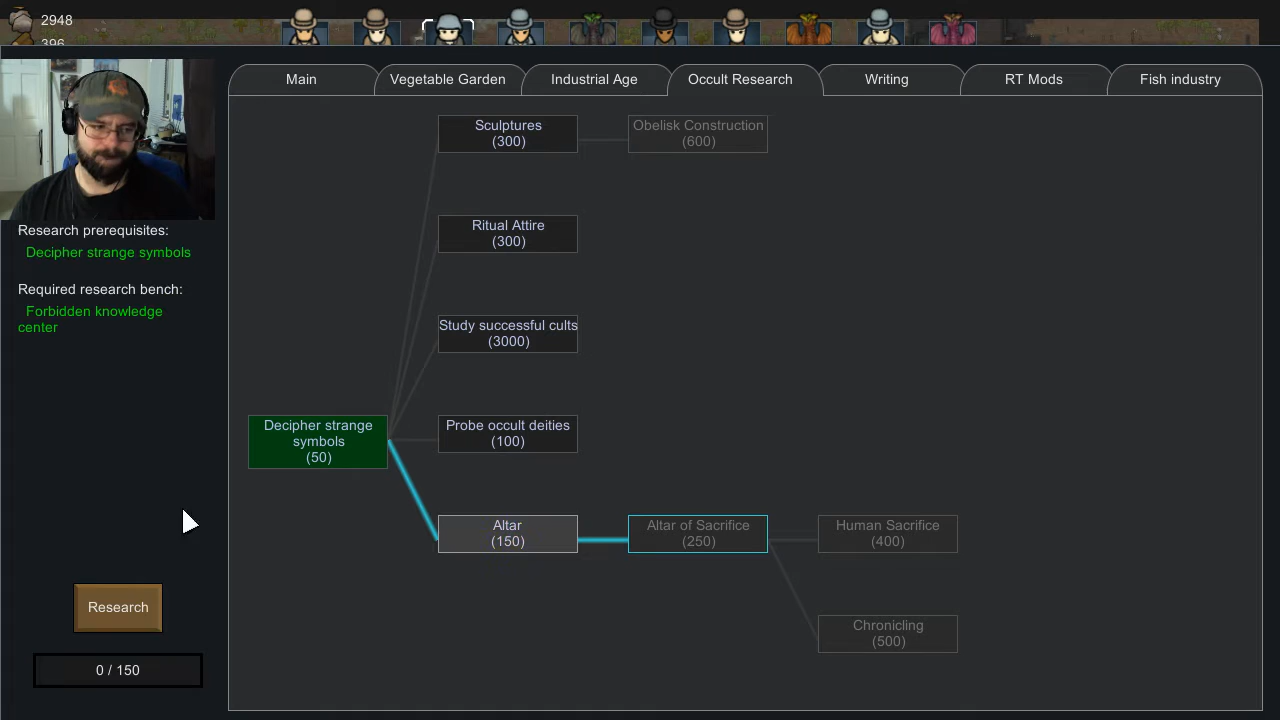 2948
396
Main
Vegetable Garden
Industrial Age
Occult Research
Writing
RT Mods
Fish industry
Research prerequisites:
Decipher strange symbols
Required research bench:
Forbidden knowledge
center
Research
0 / 150
Sculptures
(300)
Obelisk Construction
(600)
Ritual Attire
(300)
Study successful cults
(3000)
Decipher strange
symbols
(50)
Probe occult deities
(100)
Altar
(150)
Altar of Sacrifice
(250)
Human Sacrifice
(400)
Chronicling
(500)